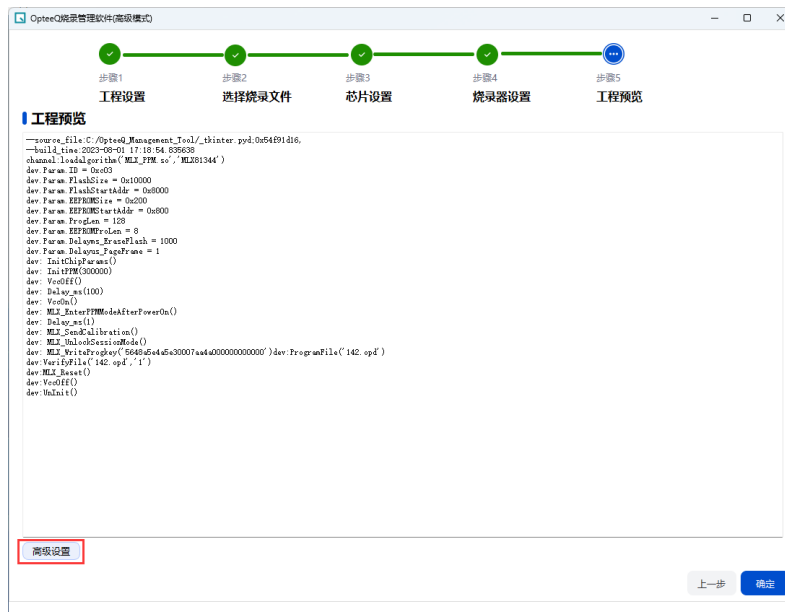 OpteeQ烧录管理软件(高级模式)
步骤1
步骤2
步骤3
步骤4
步骤5
工程设置
选择烧录文件
芯片设置
烧录器设置
工程预览
工程预览
--source_file:C:/OpteeQ_Management_Tool/_tkinter.pyd;0x54f91d16,
--build_time:2023-08-01 17:18:54.835638
channel:loadalgorithm('MLX_PPM.so','MLX81344')
dev.Param.ID = 0xc03
dev.Param.FlashSize = 0x10000
dev.Param.FlashStartAddr = 0x8000
dev.Param.EEPROMSize = 0x200
dev.Param.EEPROMStartAddr = 0x800
dev.Param.ProgLen = 128
dev.Param.EEPROMProLen = 8
dev.Param.Delayms_EraseFlash = 1000
dev.Param.Delayus_PageFrame = 1
dev: InitChipParams()
dev: InitPPM(300000)
dev: VccOff()
dev: Delay_ms(100)
dev: VccOn()
dev: MLX_EnterPPMModeAfterPowerOn()
dev: Delay_ms(1)
dev: MLX_SendCalibration()
dev: MLX_UnlockSessionMode()
dev: MLX_WriteProgkey('5648a5e4a5e30007aa4a000000000000')dev:ProgramFile('142.opd')
dev:VerifyFile('142.opd','1')
dev:MLX_Reset()
dev:VccOff()
dev:UnInit()
高级设置
上一步
确定